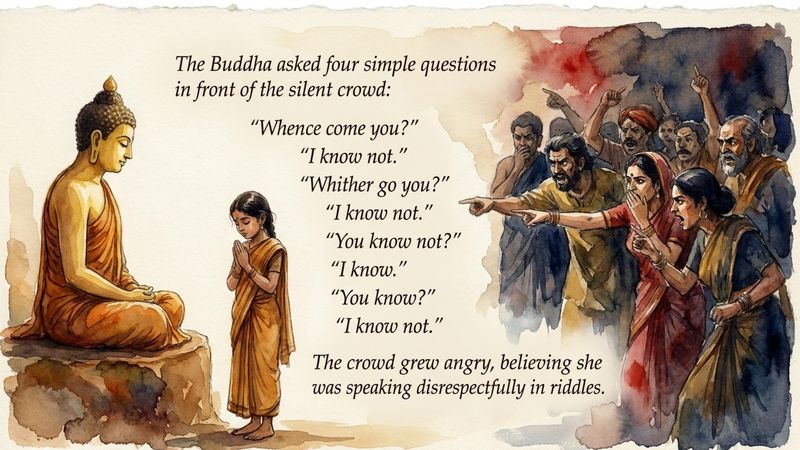 The Buddha asked four simple questions
in front of the silent crowd:
“Whence come you?”
“I know not.”
“Whither go you?”
“I know not.”
“You know not?”
“I know.”
“You know?”
“I know not.”
The crowd grew angry, believing she
was speaking disrespectfully in riddles.